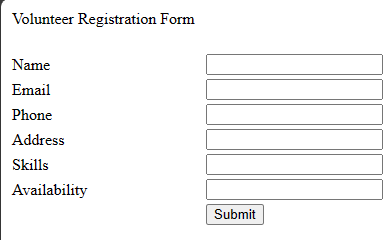 Volunteer Registration Form
Name
Email
Phone
Address
Skills
Availability
Submit